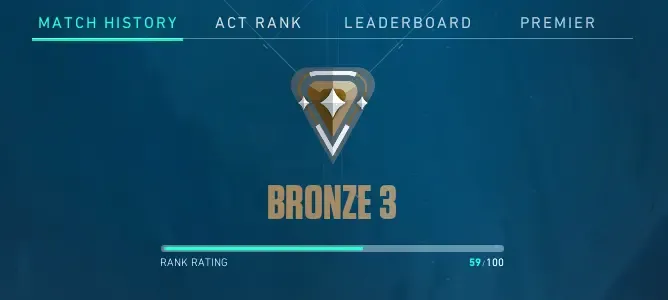 MATCH HISTORY ACT RANK LEADERBOARD PREMIER
BRONZE 3
RANK RATING 59/100